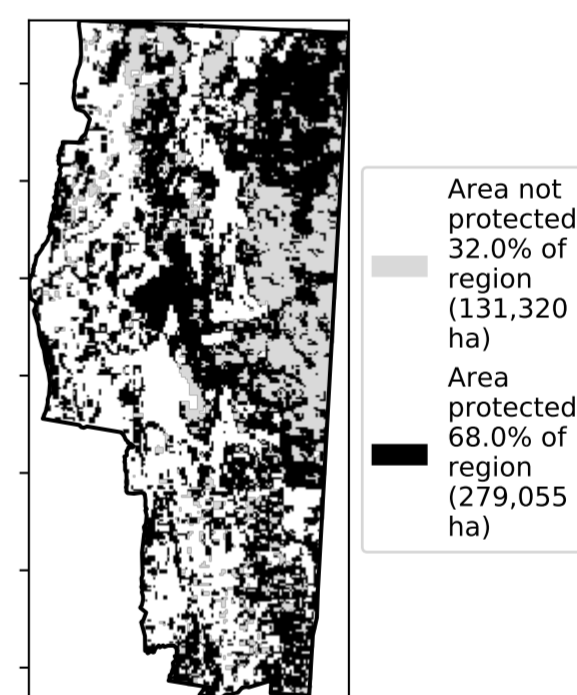 Area not
protected
32.0% of
region
(131,320
ha)
Area
protected
68.0% of
region
(279,055
ha)